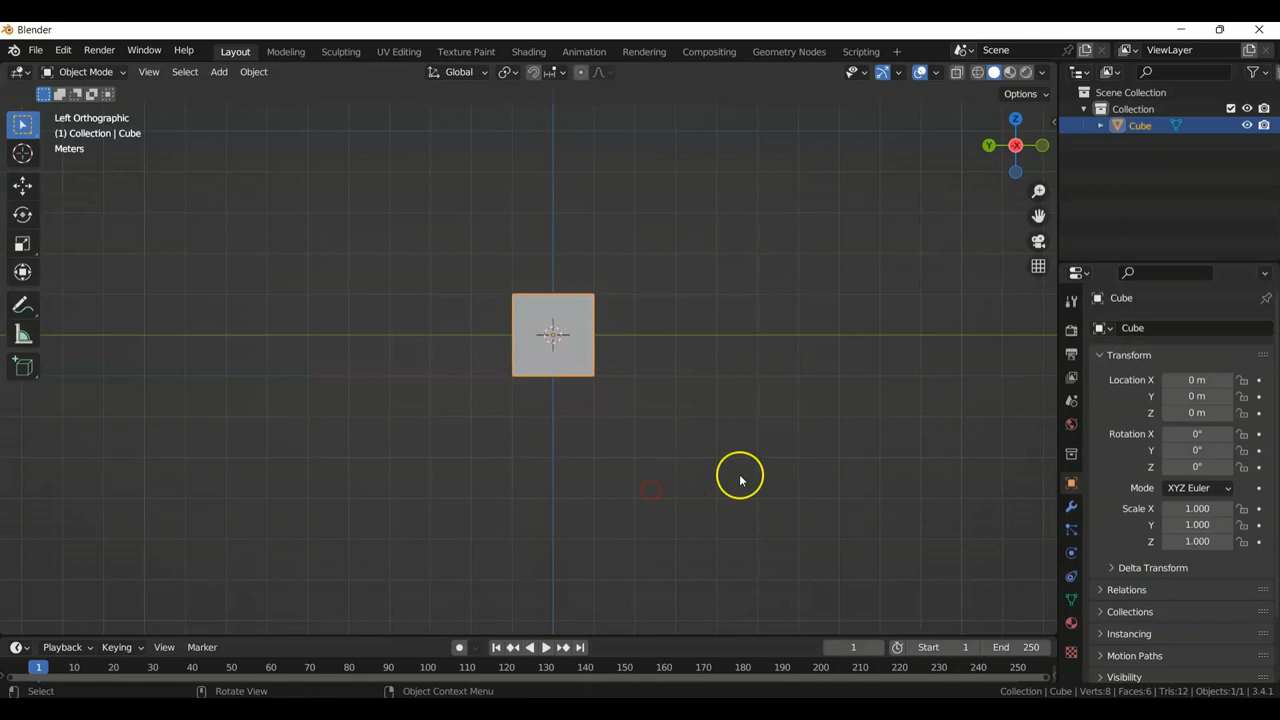 Blender
File Edit Render Window Help Layout Modeling Sculpting UV Editing Texture Paint Shading Animation Rendering Compositing Geometry Nodes Scripting + Scene ViewLayer
Object Mode View Select Add Object Global
Options
Left Orthographic
(1) Collection | Cube
Meters
Z
Y
-X
Scene Collection
Collection
Cube
Cube
Cube
Transform
Location X 0 m
Y 0 m
Z 0 m
Rotation X 0°
Y 0°
Z 0°
Mode XYZ Euler
Scale X 1.000
Y 1.000
Z 1.000
Delta Transform
Relations
Collections
Instancing
Motion Paths
Visibility
Playback Keying View Marker 1 Start 1 End 250
1 10 20 30 40 50 60 70 80 90 100 110 120 130 140 150 160 170 180 190 200 210 220 230 240 250
Select Rotate View Object Context Menu Collection | Cube | Verts:8 | Faces:6 | Tris:12 | Objects:1/1 | 3.4.1